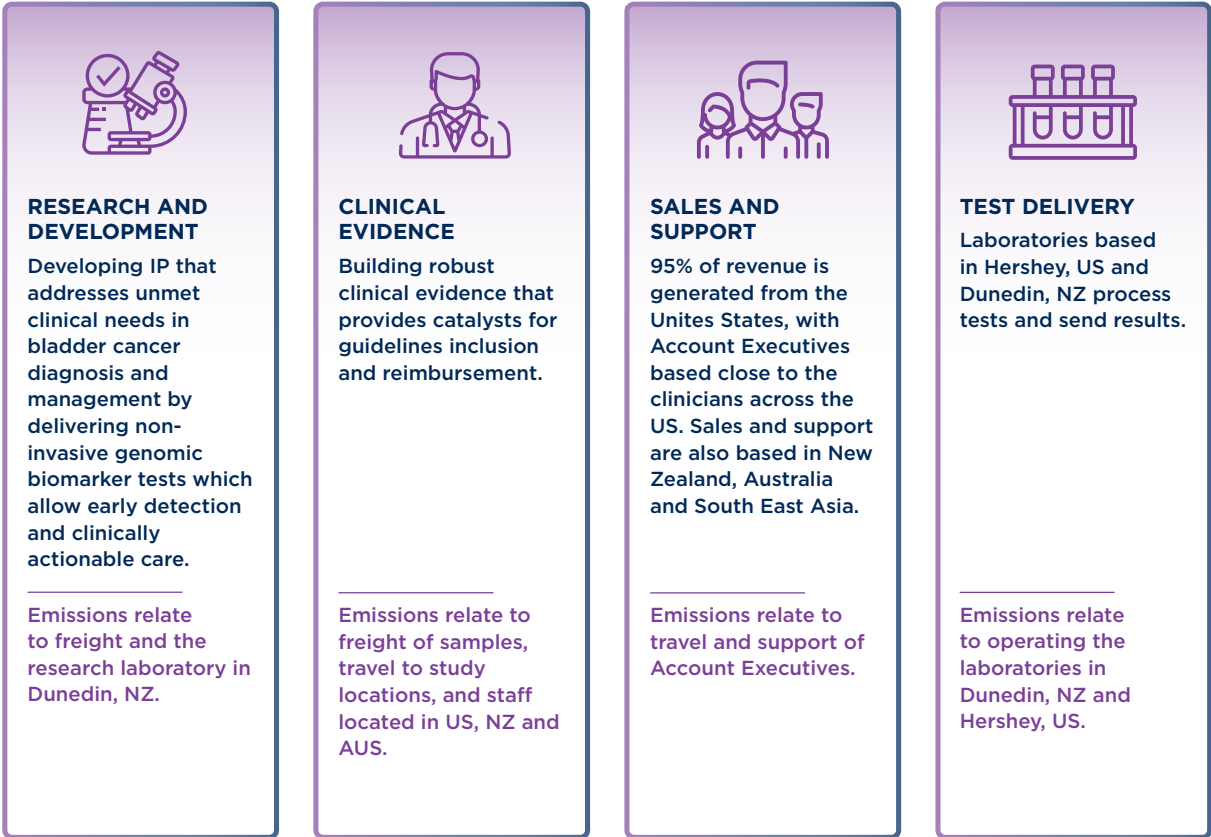 RESEARCH AND
DEVELOPMENT
Developing IP that
addresses unmet
clinical needs in
bladder cancer
diagnosis and
management by
delivering non-
invasive genomic
biomarker tests which
allow early detection
and clinically
actionable care.
Emissions relate
to freight and the
research laboratory in
Dunedin, NZ.
CLINICAL
EVIDENCE
Building robust
clinical evidence that
provides catalysts for
guidelines inclusion
and reimbursement.
Emissions relate to
freight of samples,
travel to study
locations, and staff
located in US, NZ and
AUS.
SALES AND
SUPPORT
95% of revenue is
generated from the
Unites States, with
Account Executives
based close to the
clinicians across the
US. Sales and support
are also based in New
Zealand, Australia
and South East Asia.
Emissions relate to
travel and support of
Account Executives.
TEST DELIVERY
Laboratories based
in Hershey, US and
Dunedin, NZ process
tests and send results.
Emissions relate
to operating the
laboratories in
Dunedin, NZ and
Hershey, US.